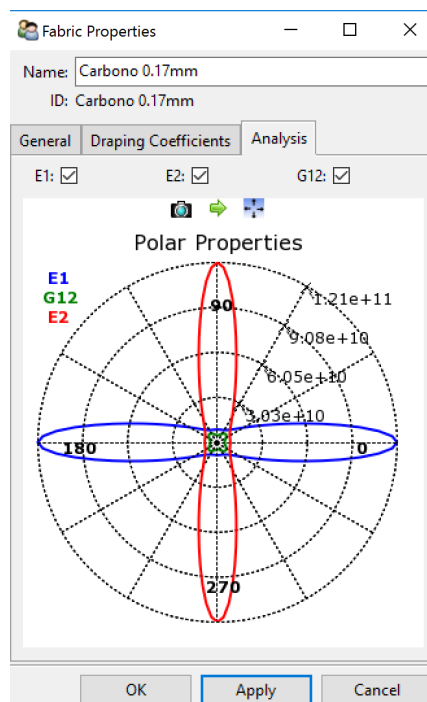 Fabric Properties
Name: Carbono 0.17mm
ID: Carbono 0.17mm
General Draping Coefficients Analysis
E1: E2: G12:
Polar Properties
E1
G12
E2
90
1.21e+11
9.08e+10
6.05e+10
3.03e+10
180 0
270
OK Apply Cancel